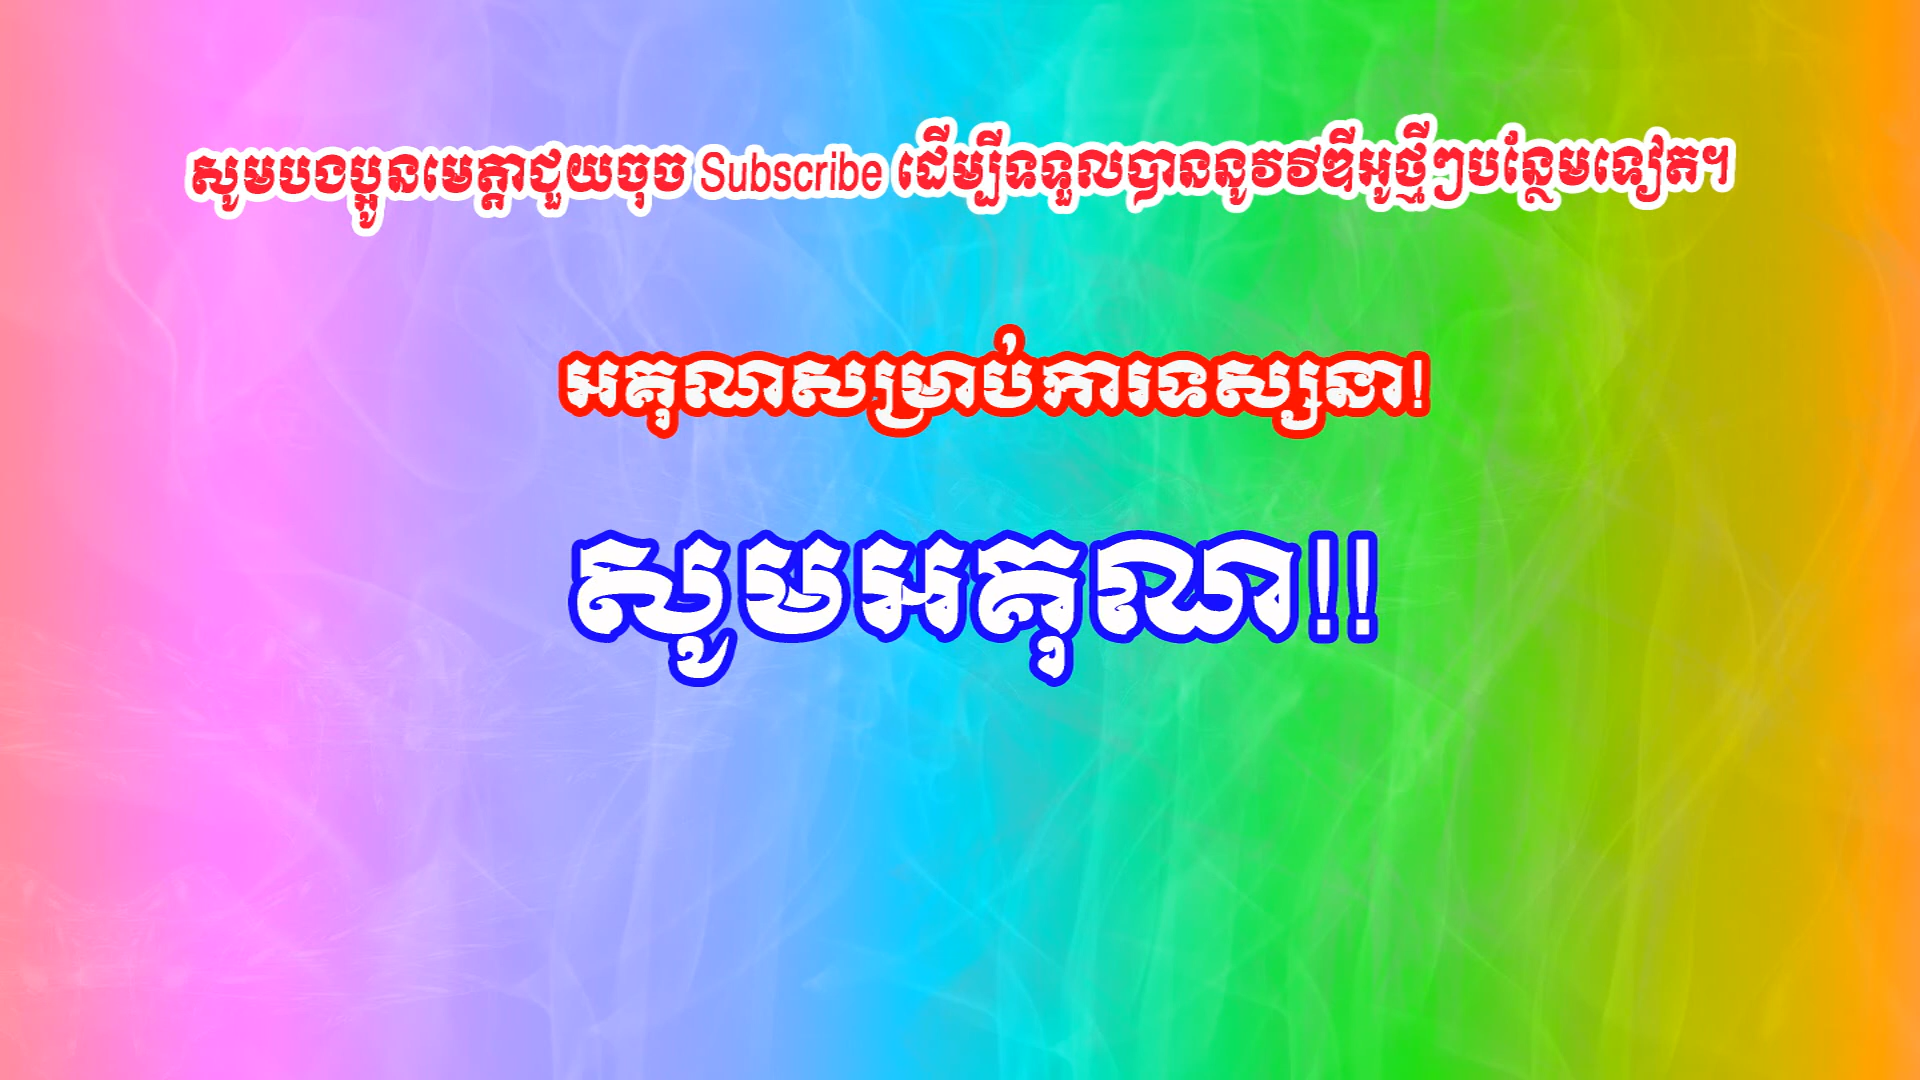 សូមបងប្អូនមេត្តាជួយចុច Subscribe ដើម្បីទទួលបាននូវវីឌីអូថ្មីៗបន្ថែមទៀត។
អគុណសម្រាប់ការទស្សនា!
សូមអគុណ!!